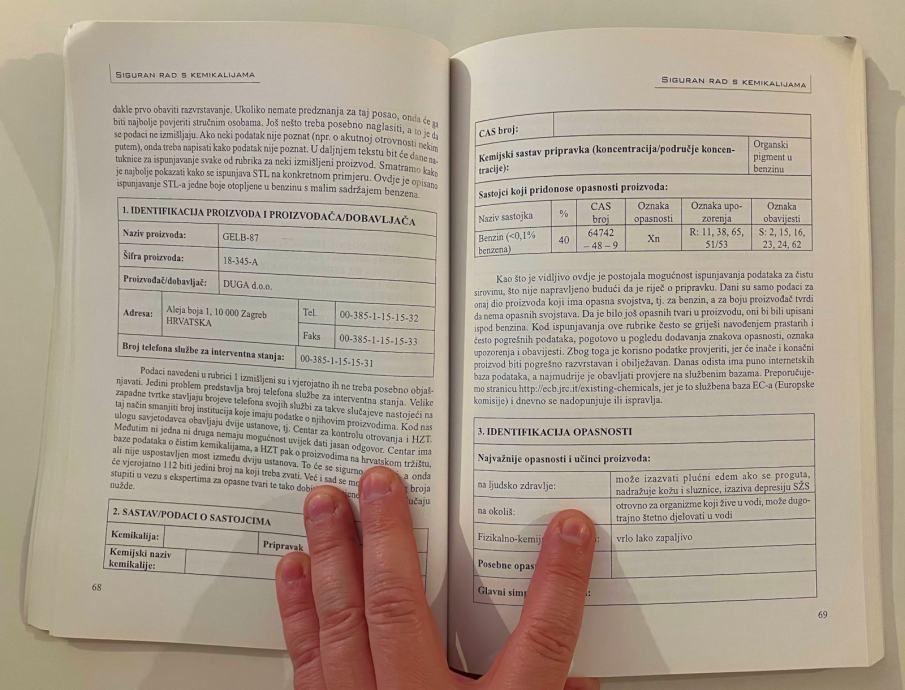 SIGURAN RAD S KEMIKALIJAMA
dakle prvo obaviti razvrstavanje. Ukoliko nemate predznanja za taj posao, onda će ga
biti najbolje povjeriti stručnim osobama. Još nešto treba posebno naglasiti, a to je da
se podaci ne izmišljaju. Ako neki podatak nije poznat (npr. o akutnoj otrovnosti nekim
putem), onda treba napisati kako podatak nije poznat. U daljnjem tekstu bit će dane na-
tuknice za ispunjavanje svake od rubrika za neki izmišljeni proizvod. Smatramo kako
je najbolje pokazati kako se ispunjava STL na konkretnom primjeru. Ovdje je opisano
ispunjavanje STL-a jedne boje otopljene u benzinu s malim sadržajem benzena.
1. IDENTIFIKACIJA PROIZVODA I PROIZVOĐAČA/DOBAVLJAČA
Naziv proizvoda: GELB-87
Šifra proizvoda: 18-345-A
Proizvođač/dobavljač: DUGA d.o.o.
Adresa: Aleja boja 1, 10 000 Zagreb
HRVATSKA
Tel. 00-385-1-15-15-32
Faks 00-385-1-15-15-33
Broj telefona službe za interventna stanja: 00-385-1-15-15-31
Podaci navedeni u rubrici 1 izmišljeni su i vjerojatno ih ne treba posebno objaš-
njavati. Jedini problem predstavlja broj telefona službe za interventna stanja. Velike
zapadne tvrtke stavljaju brojeve telefona svojih službi za takve slučajeve nastojeći na
taj način smanjiti broj institucija koje imaju podatke o njihovim proizvodima. Kod nas
ulogu savjetodavca obavljaju dvije ustanove, tj. Centar za kontrolu otrovanja i HZT.
Međutim ni jedna ni druga nemaju mogućnost uvijek dati jasan odgovor. Centar ima
baze podataka o čistim kemikalijama, a HZT pak o proizvodima na hrvatskom tržištu,
ali nije uspostavljen most između dviju ustanova. To će se sigurno a onda
će vjerojatno 112 biti jedini broj na koji treba zvati. Već i sad se broja
stupiti u vezu s ekspertima za opasne tvari te tako
nužde.
2. SASTAV/PODACI O SASTOJCIMA
Kemikalija: Pripravak
Kemijski naziv
kemikalije:
68
SIGURAN RAD S KEMIKALIJAMA
CAS broj:
Kemijski sastav pripravka (koncentracija/područje koncen-
tracije):
Organski
pigment u
benzinu
Sastojci koji pridonose opasnosti proizvoda:
Naziv sastojka % CAS
broj Oznaka
opasnosti Oznaka upo-
zorenja Oznaka
obavijesti
Benzin (<0,1%
benzena) 40 64742
– 48 – 9 Xn R: 11, 38, 65,
51/53 S: 2, 15, 16,
23, 24, 62
Kao što je vidljivo ovdje je postojala mogućnost ispunjavanja podataka za čistu
sirovinu, što nije napravljeno budući da je riječ o pripravku. Dani su samo podaci za
onaj dio proizvoda koji ima opasna svojstva, tj. za benzin, a za boju proizvođač tvrdi
da nema opasnih svojstava. Da je bilo još opasnih tvari u proizvodu, oni bi bili upisani
ispod benzina. Kod ispunjavanja ove rubrike često se griješi navođenjem prastarih i
često pogrešnih podataka, pogotovo u pogledu dodavanja znakova opasnosti, oznaka
upozorenja i obavijesti. Zbog toga je korisno podatke provjeriti, jer će inače i konačni
proizvod biti pogrešno razvrstan i obilježavan. Danas odista ima puno internetskih
baza podataka, a najmudrije je obavljati provjere na službenim bazama. Preporučuje-
mo stranicu http://ecb.jrc.it/existing-chemicals, jer je to službena baza EC-a (Europske
komisije) i dnevno se nadopunjuje ili ispravlja.
3. IDENTIFIKACIJA OPASNOSTI
Najvažnije opasnosti i učinci proizvoda:
na ljudsko zdravlje: može izazvati plućni edem ako se proguta,
nadražuje kožu i sluznice, izaziva depresiju SŽS
na okoliš: otrovno za organizme koji žive u vodi, može dugo-
trajno štetno djelovati u vodi
vrlo lako zapaljivo
Posebne
Glavni
69